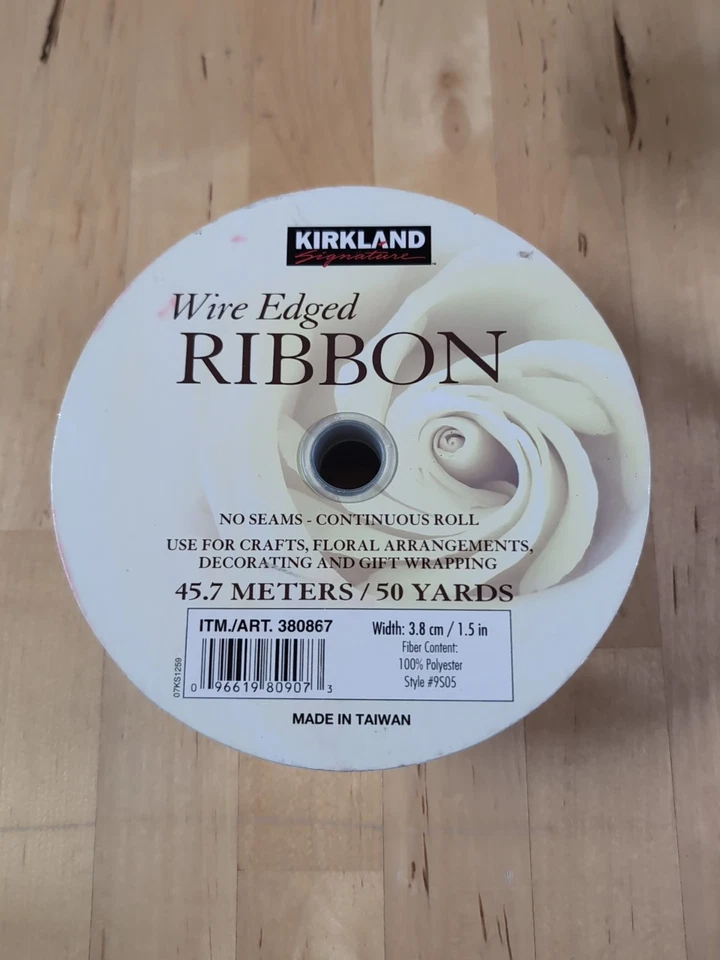 KIRKLAND
Signature
Wire Edged
RIBBON
NO SEAMS - CONTINUOUS ROLL
USE FOR CRAFTS, FLORAL ARRANGEMENTS,
DECORATING AND GIFT WRAPPING
45.7 METERS / 50 YARDS
ITM./ART. 380867
0 96619 80907 3
Width: 3.8 cm / 1.5 in
Fiber Content:
100% Polyester
Style #9S05
07KS1259
MADE IN TAIWAN